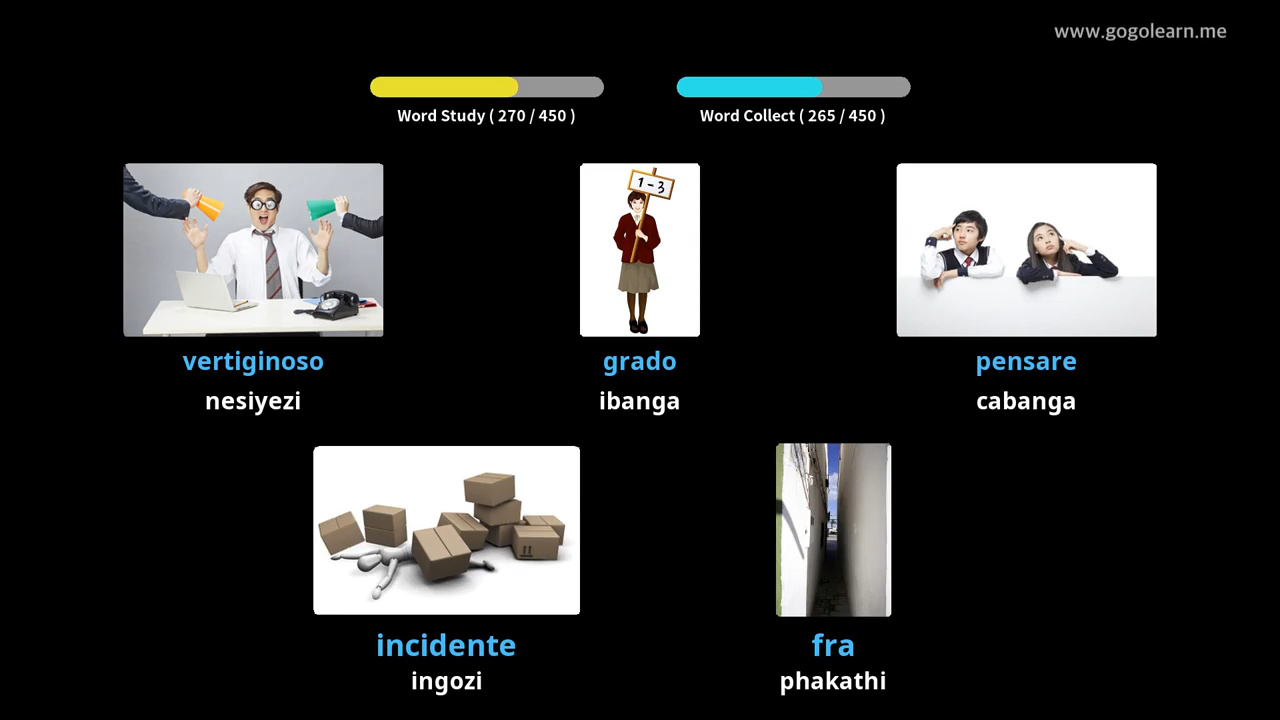 www.gogolearn.me
Word Study ( 270 / 450 )
Word Collect ( 265 / 450 )
1 - 3
vertiginoso
grado
pensare
nesiyezi
ibanga
cabanga
incidente
fra
ingozi
phakathi